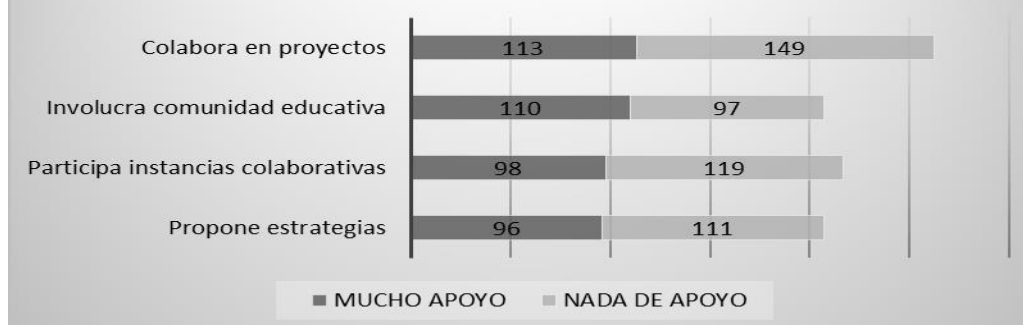 Colabora en proyectos 113 149
Involucra comunidad educativa 110 97
Participa instancias colaborativas 98 119
Propone estrategias 96 111
MUCHO APOYO NADA DE APOYO